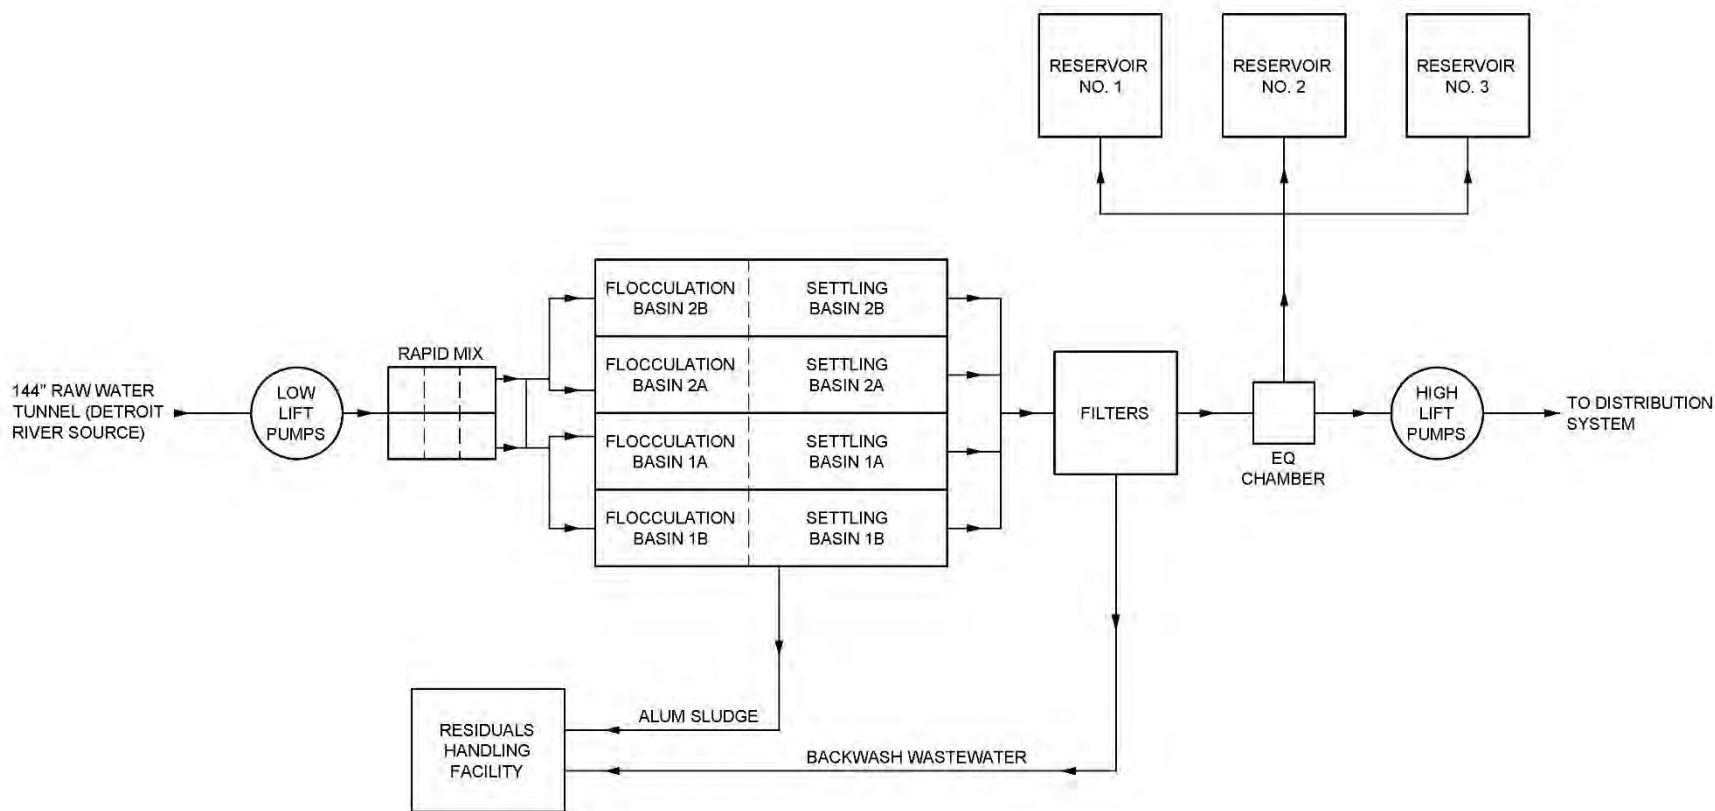 RESERVOIR
NO. 1
RESERVOIR
NO. 2
RESERVOIR
NO. 3
144" RAW WATER
TUNNEL (DETROIT
RIVER SOURCE)
LOW
LIFT
PUMPS
RAPID MIX
FLOCCULATION
BASIN 2B
SETTLING
BASIN 2B
FLOCCULATION
BASIN 2A
SETTLING
BASIN 2A
FLOCCULATION
BASIN 1A
SETTLING
BASIN 1A
FLOCCULATION
BASIN 1B
SETTLING
BASIN 1B
FILTERS
EQ
CHAMBER
HIGH
LIFT
PUMPS
TO DISTRIBUTION
SYSTEM
RESIDUALS
HANDLING
FACILITY
ALUM SLUDGE
BACKWASH WASTEWATER